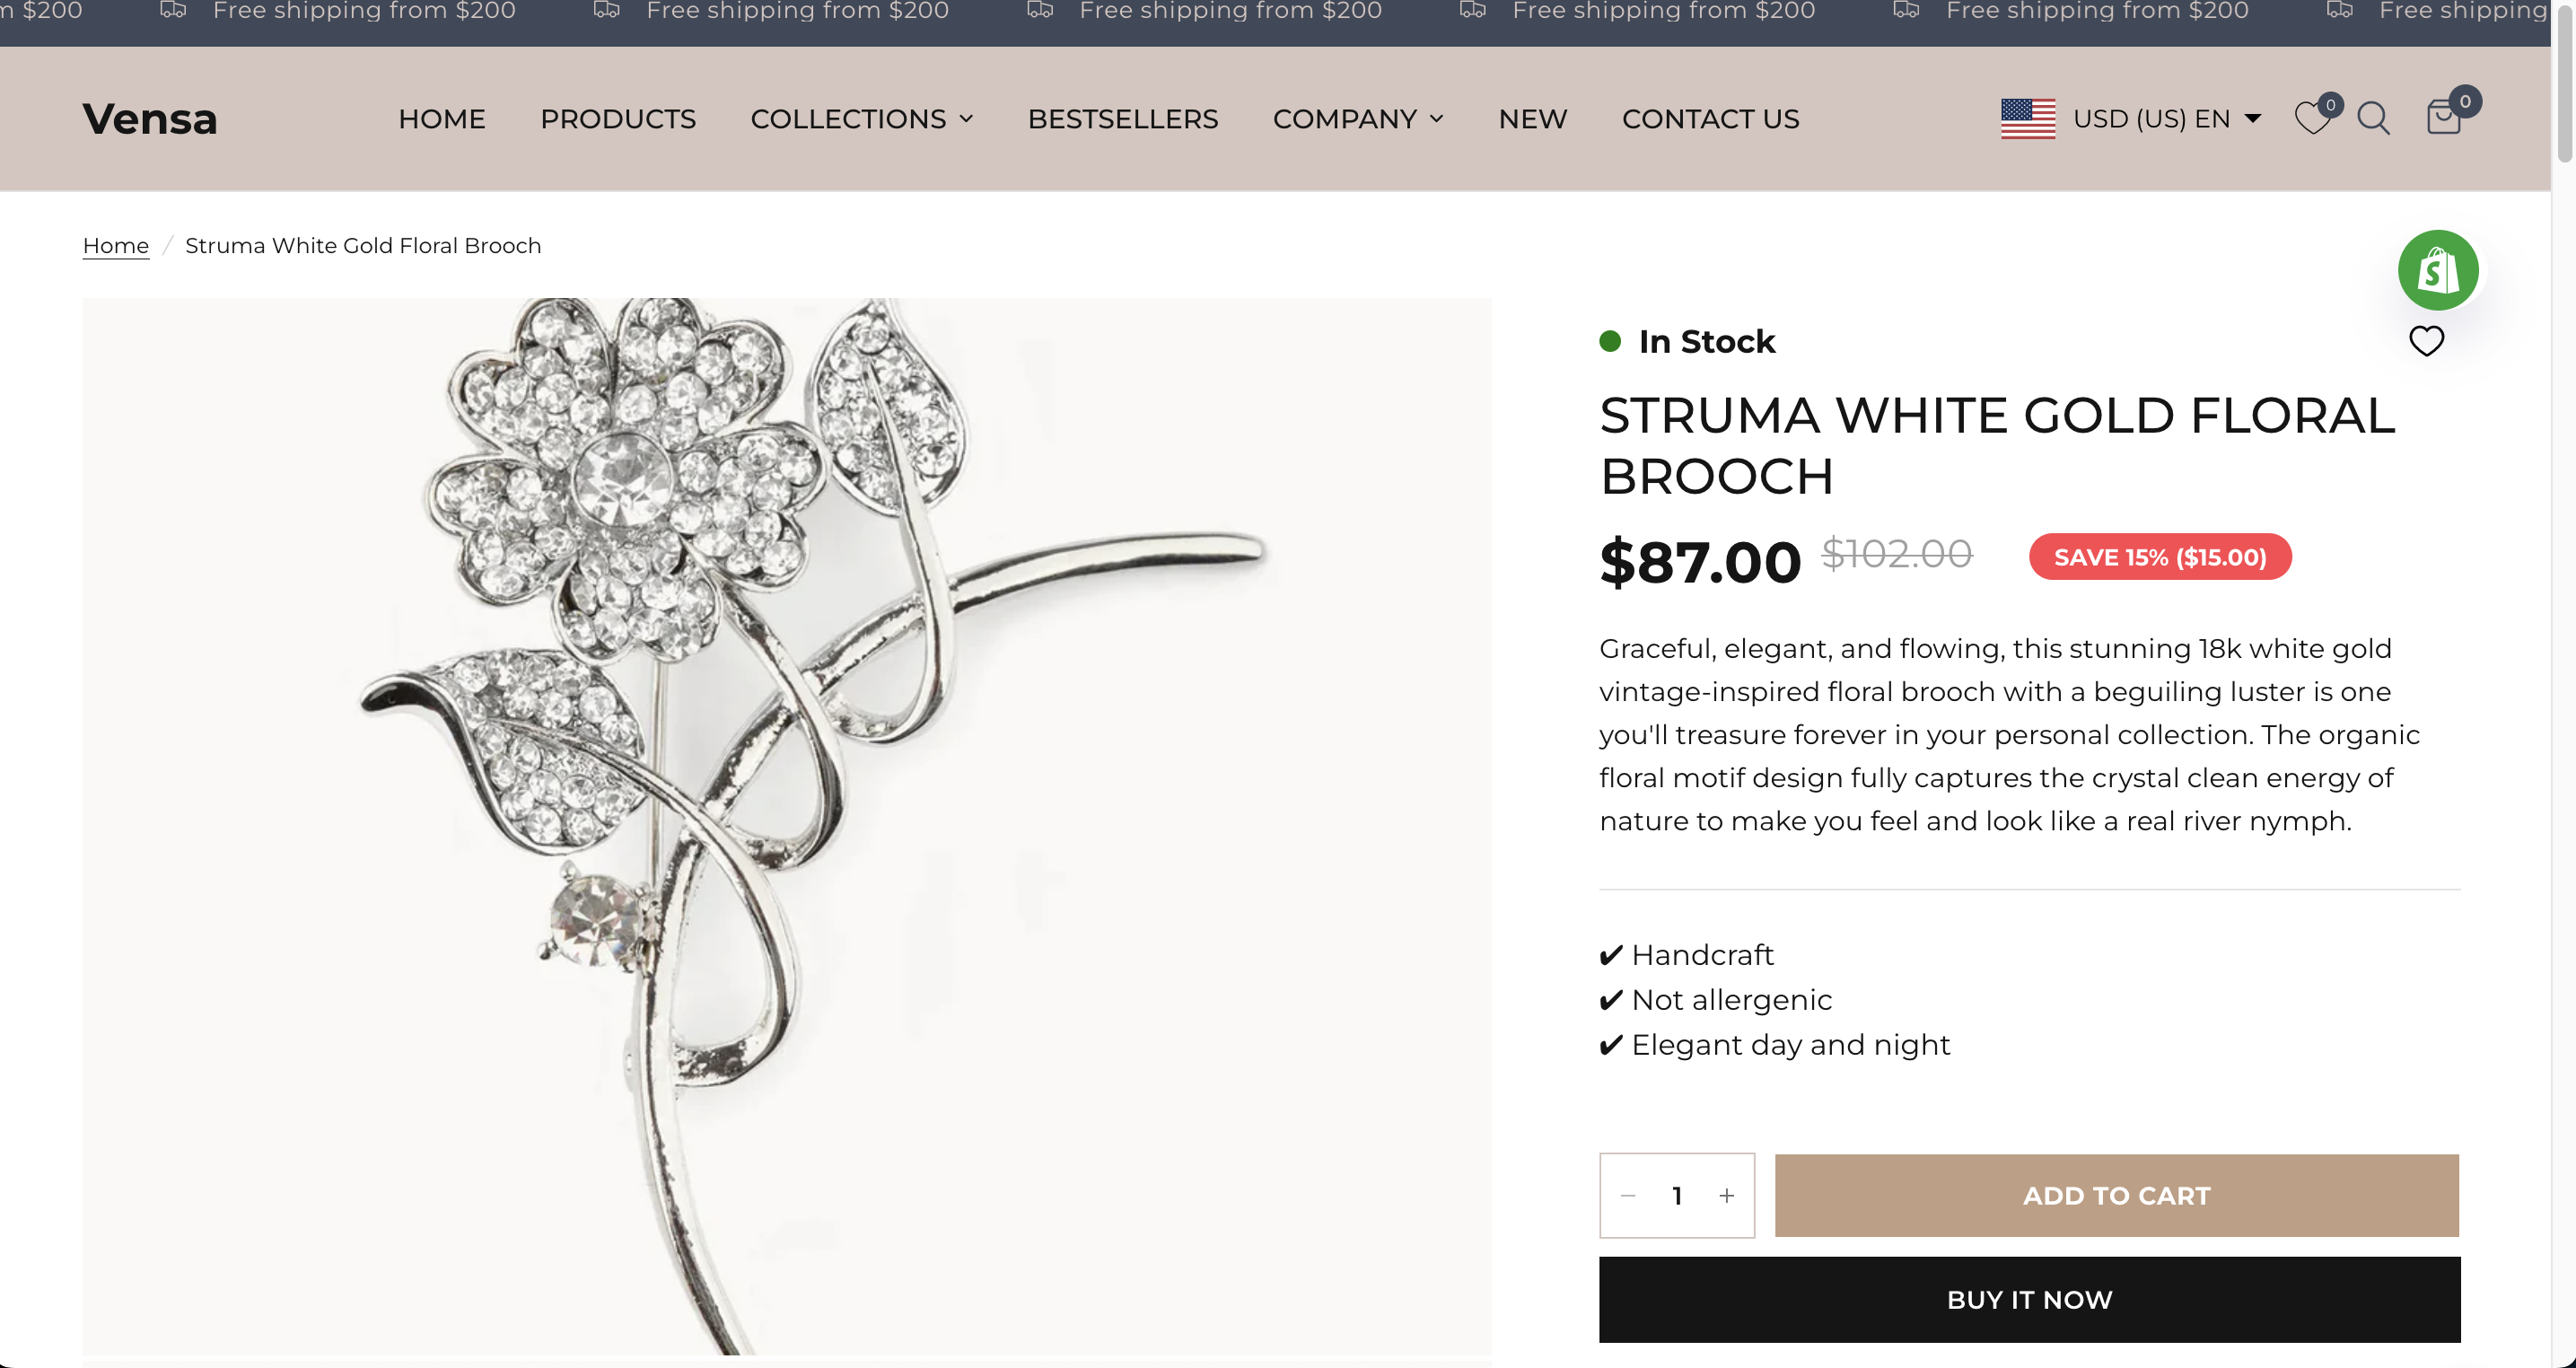 m $200 Free shipping from $200 Free shipping from $200 Free shipping from $200 Free shipping from $200 Free shipping from $200 Free shipping
Vensa HOME PRODUCTS COLLECTIONS BESTSELLERS COMPANY NEW CONTACT US USD (US) EN 0 0
Home / Struma White Gold Floral Brooch
In Stock
STRUMA WHITE GOLD FLORAL
BROOCH
$87.00 $102.00 SAVE 15% ($15.00)
Graceful, elegant, and flowing, this stunning 18k white gold
vintage-inspired floral brooch with a beguiling luster is one
you'll treasure forever in your personal collection. The organic
floral motif design fully captures the crystal clean energy of
nature to make you feel and look like a real river nymph.
✔ Handcraft
✔ Not allergenic
✔ Elegant day and night
− 1 + ADD TO CART
BUY IT NOW